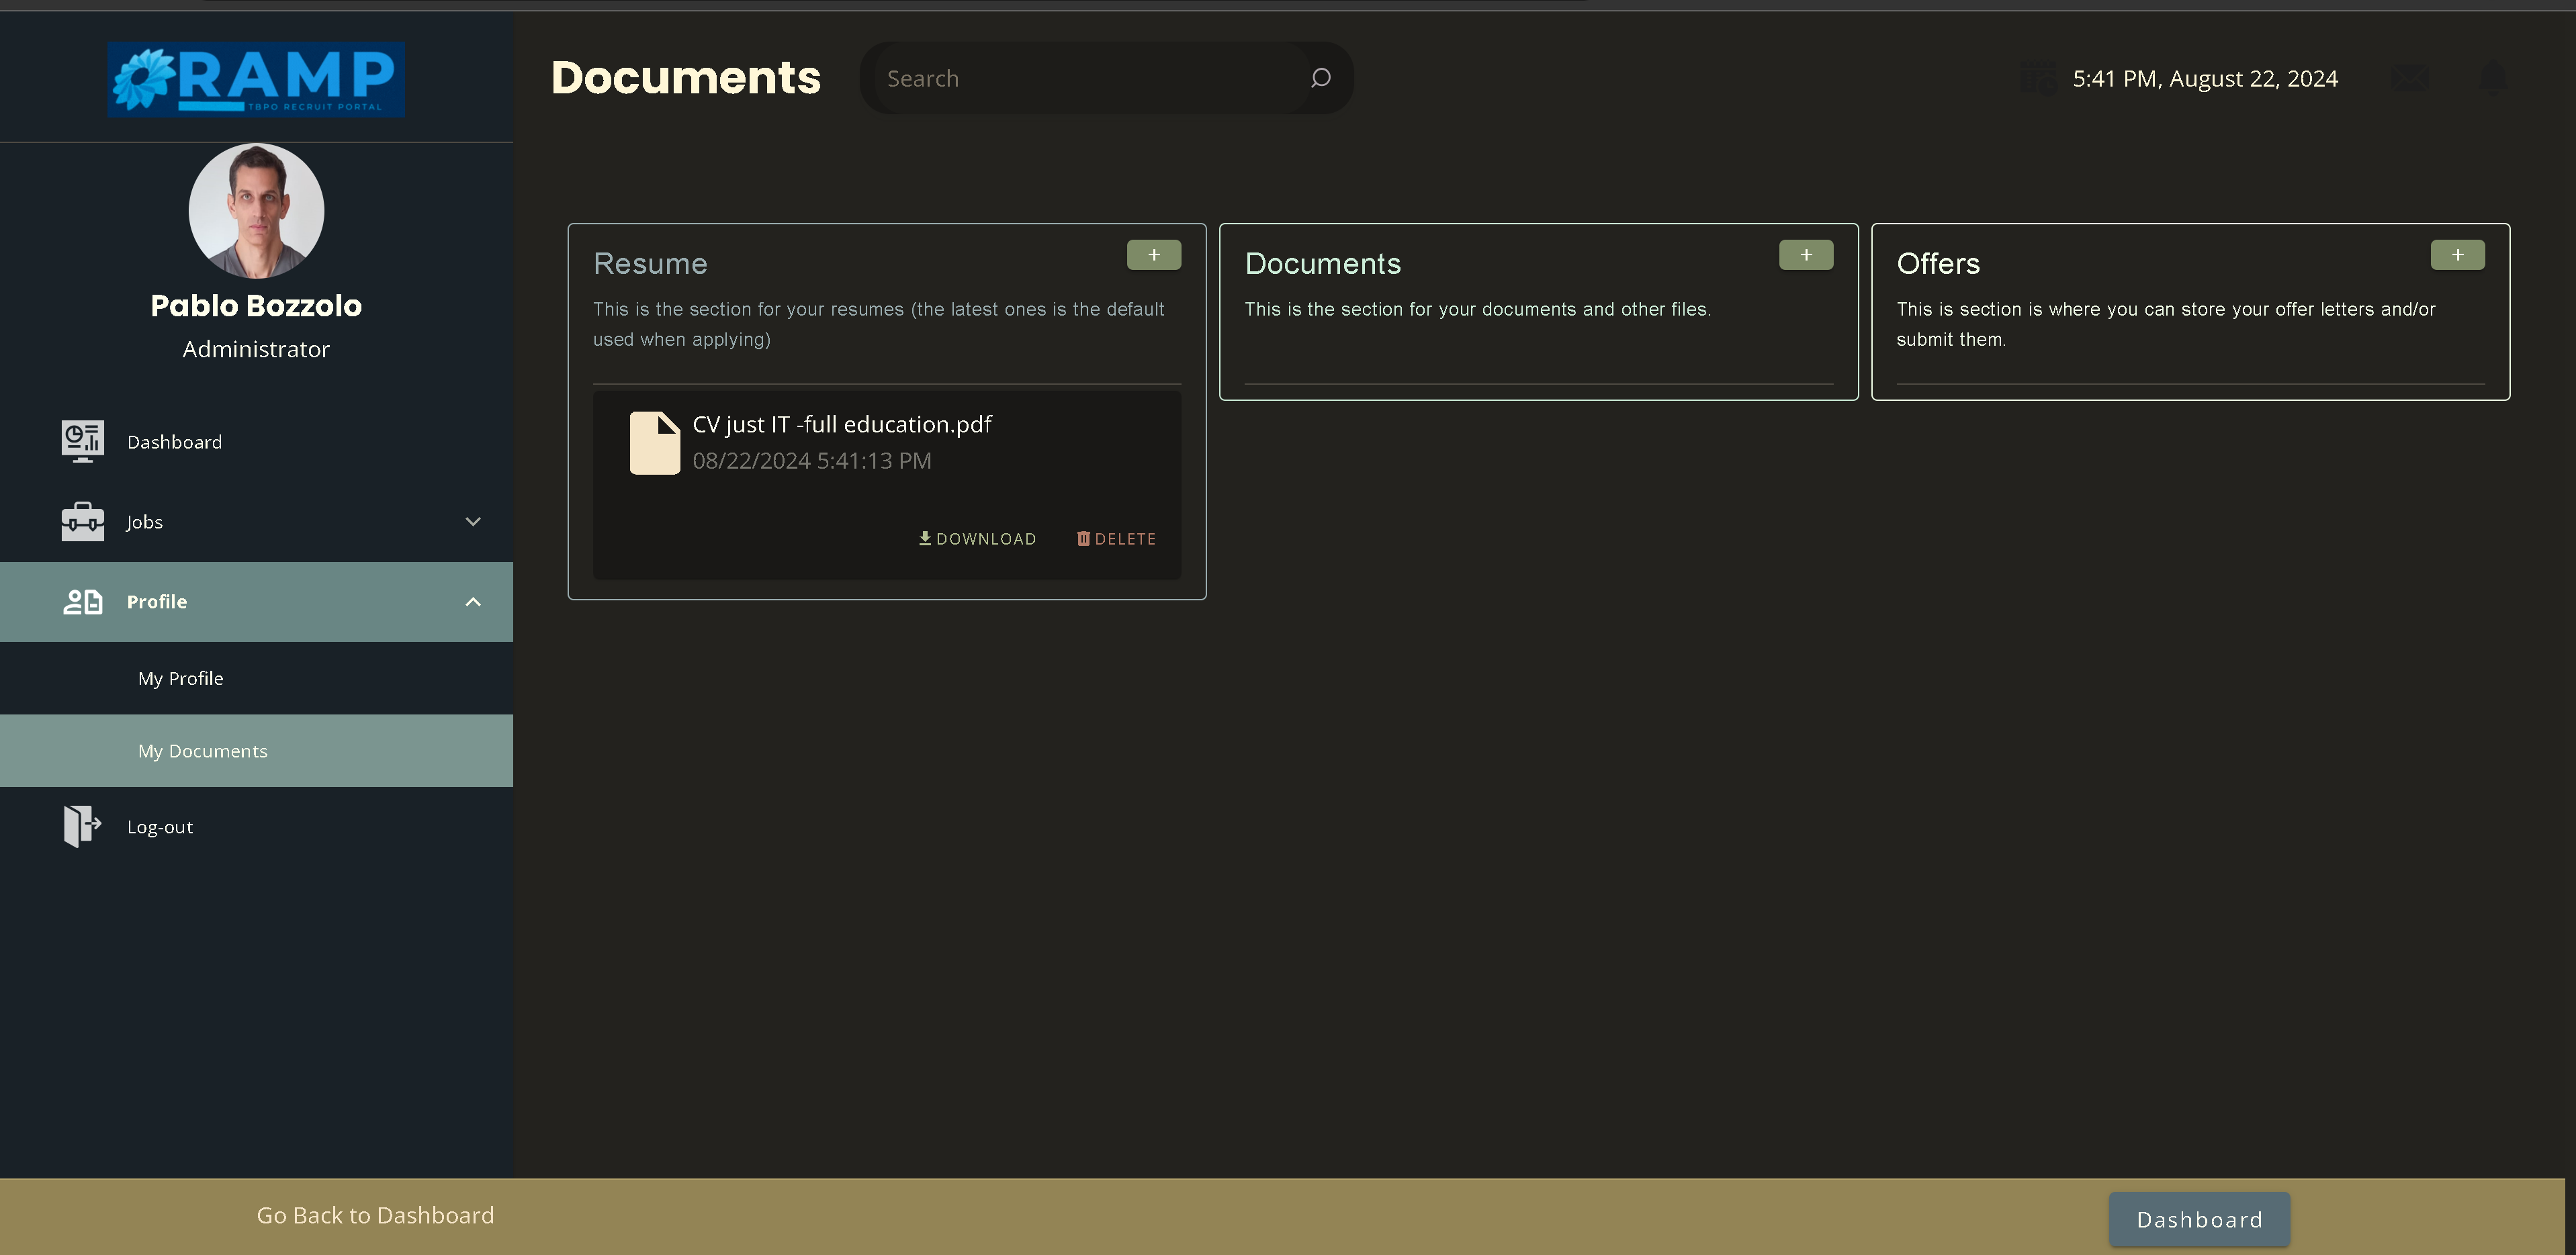 RAMP
TBPO RECRUIT PORTAL
Documents
Search
5:41 PM, August 22, 2024
Pablo Bozzolo
Administrator
Dashboard
Jobs
Profile
My Profile
My Documents
Log-out
Resume
+
This is the section for your resumes (the latest ones is the default
used when applying)
CV just IT -full education.pdf
08/22/2024 5:41:13 PM
DOWNLOAD DELETE
Documents
+
This is the section for your documents and other files.
Offers
+
This is section is where you can store your offer letters and/or
submit them.
Go Back to Dashboard
Dashboard